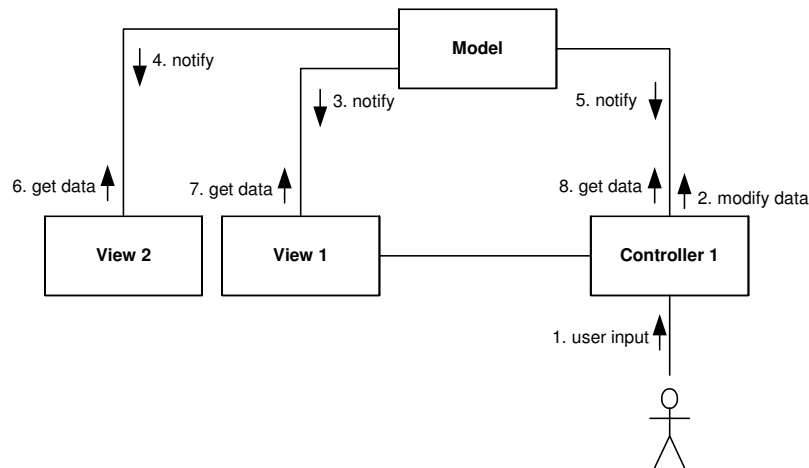 Model
4. notify
3. notify
5. notify
6. get data
7. get data
8. get data
2. modify data
View 2
View 1
Controller 1
1. user input